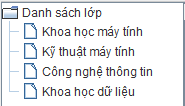 Danh sách lớp
Khoa học máy tính
Kỹ thuật máy tính
Công nghệ thông tin
Khoa học dữ liệu